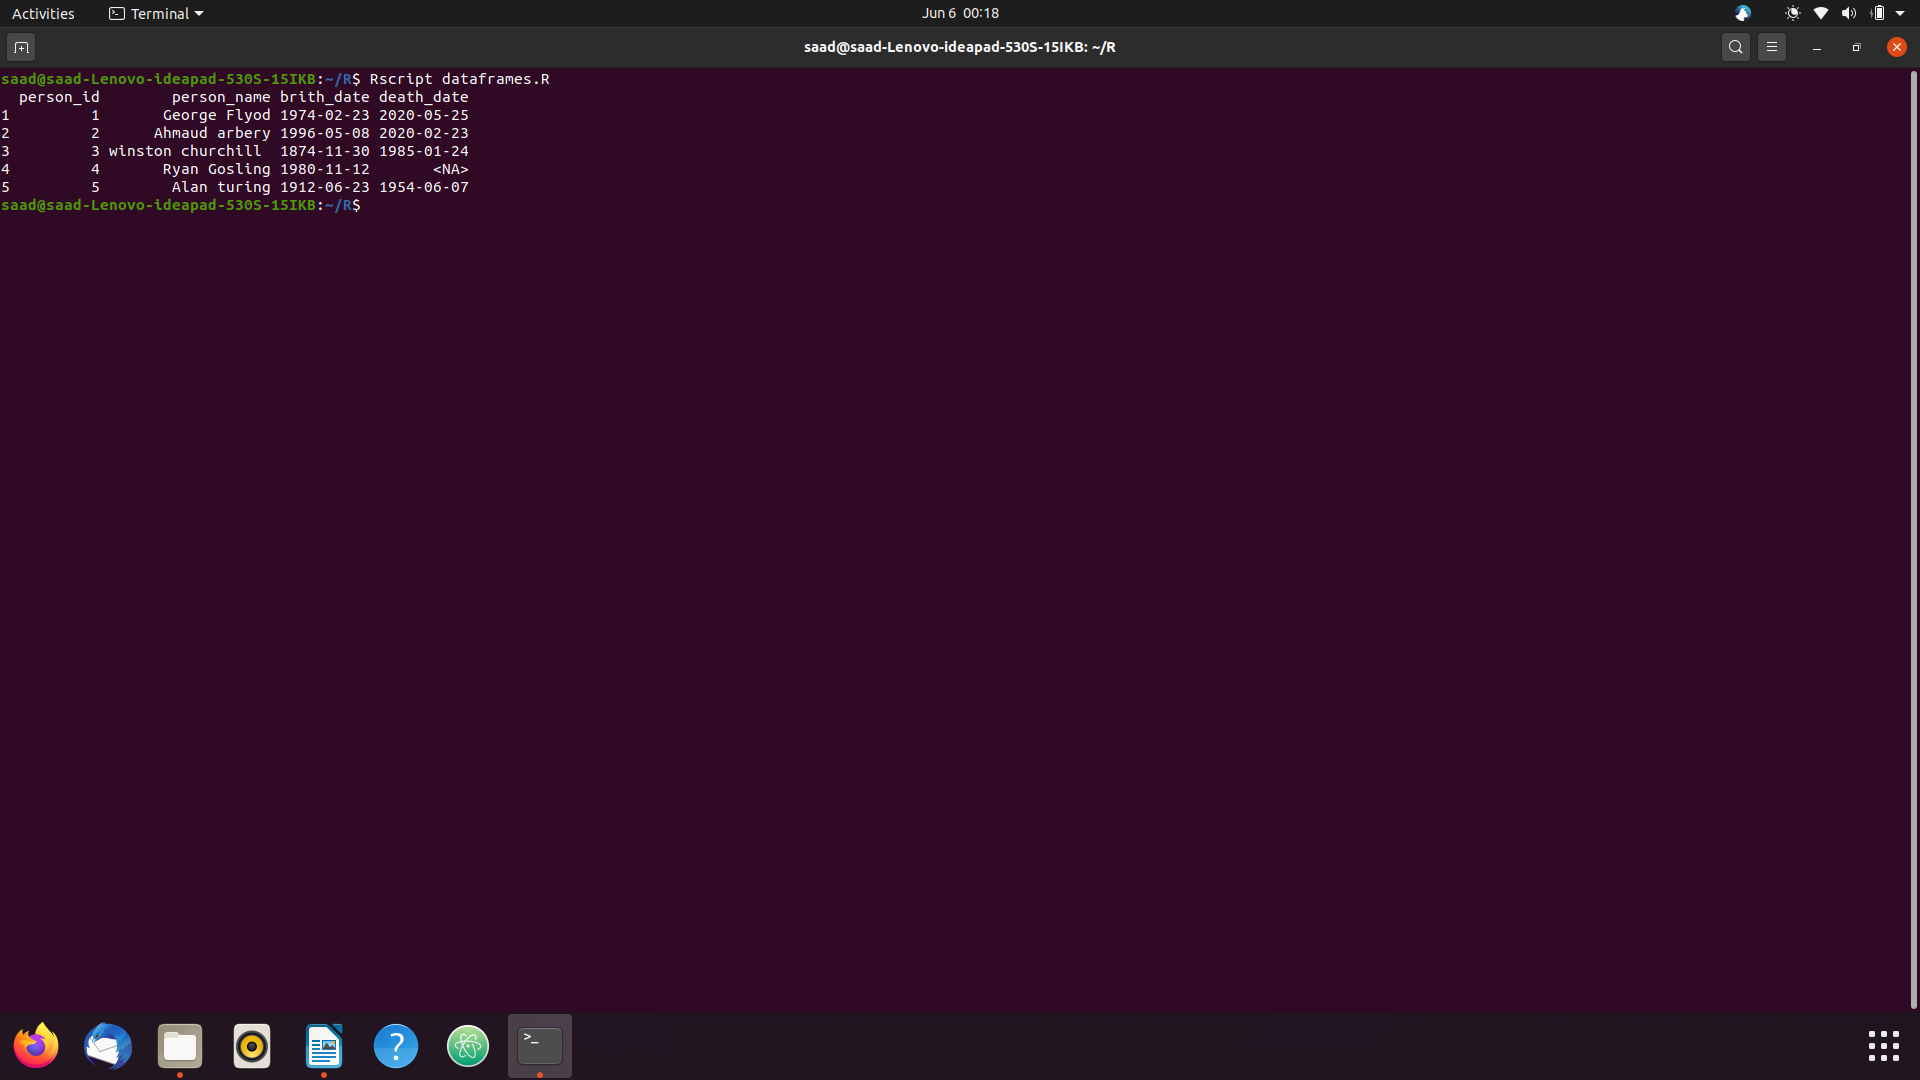 Activities Terminal Jun 6 00:18
saad@saad-Lenovo-ideapad-530S-15IKB: ~/R
saad@saad-Lenovo-ideapad-530S-15IKB:~/R$ Rscript dataframes.R
  person_id        person_name brith_date death_date
1         1       George Flyod 1974-02-23 2020-05-25
2         2      Ahmaud arbery 1996-05-08 2020-02-23
3         3 winston churchill  1874-11-30 1985-01-24
4         4       Ryan Gosling 1980-11-12       <NA>
5         5        Alan turing 1912-06-23 1954-06-07
saad@saad-Lenovo-ideapad-530S-15IKB:~/R$